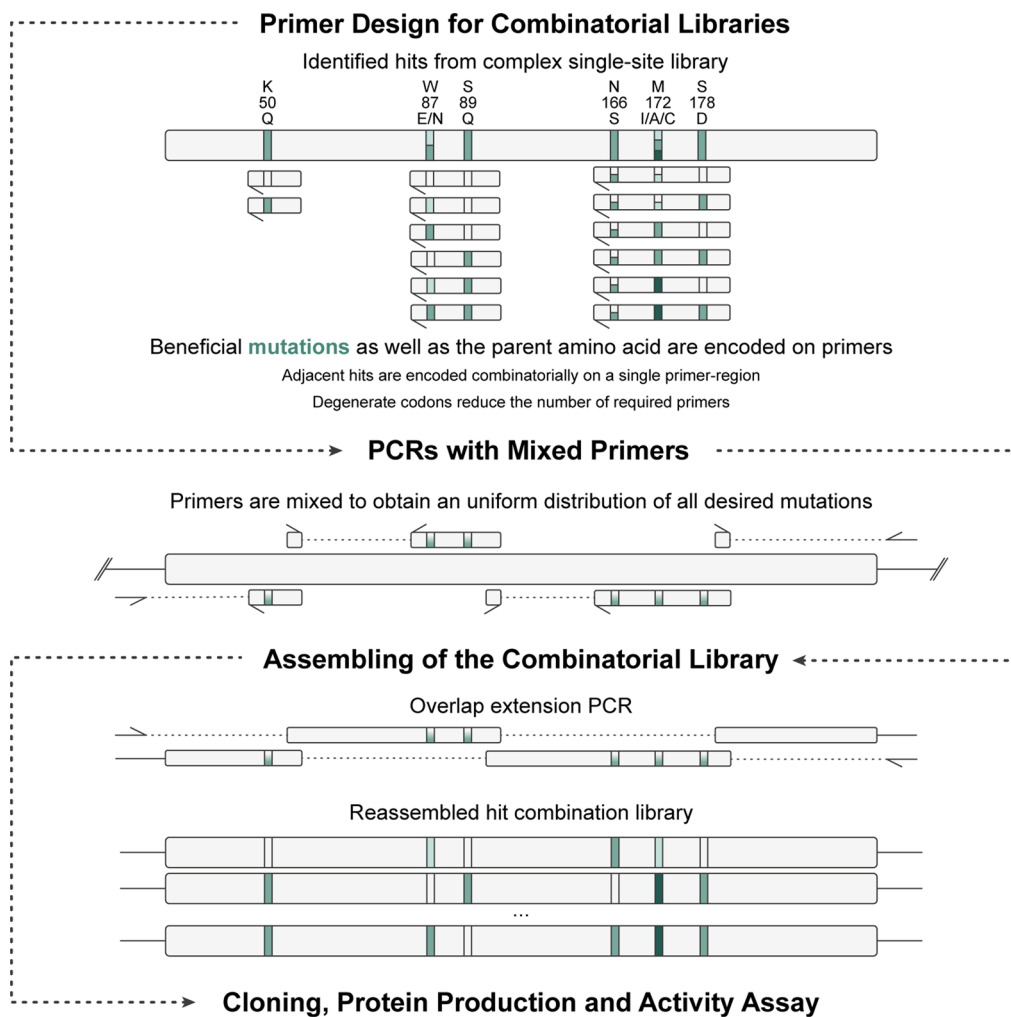 Primer Design for Combinatorial Libraries
Identified hits from complex single-site library
K W S N M S
50 87 89 166 172 178
Q E/N Q S I/A/C D
Beneficial mutations as well as the parent amino acid are encoded on primers
Adjacent hits are encoded combinatorially on a single primer-region
Degenerate codons reduce the number of required primers
PCRs with Mixed Primers
Primers are mixed to obtain an uniform distribution of all desired mutations
Assembling of the Combinatorial Library
Overlap extension PCR
Reassembled hit combination library
...
Cloning, Protein Production and Activity Assay